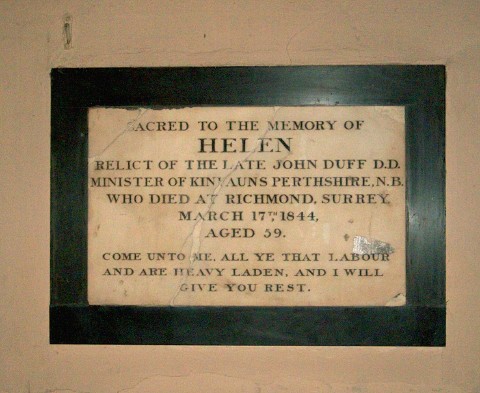 SACRED TO THE MEMORY OF
HELEN
RELICT OF THE LATE JOHN DUFF D.D.
MINISTER OF KINFAUNS PERTHSHIRE, N.B.
WHO DIED AT RICHMOND, SURREY,
MARCH 17TH, 1844,
AGED 59.
COME UNTO ME, ALL YE THAT LABOUR
AND ARE HEAVY LADEN, AND I WILL
GIVE YOU REST.